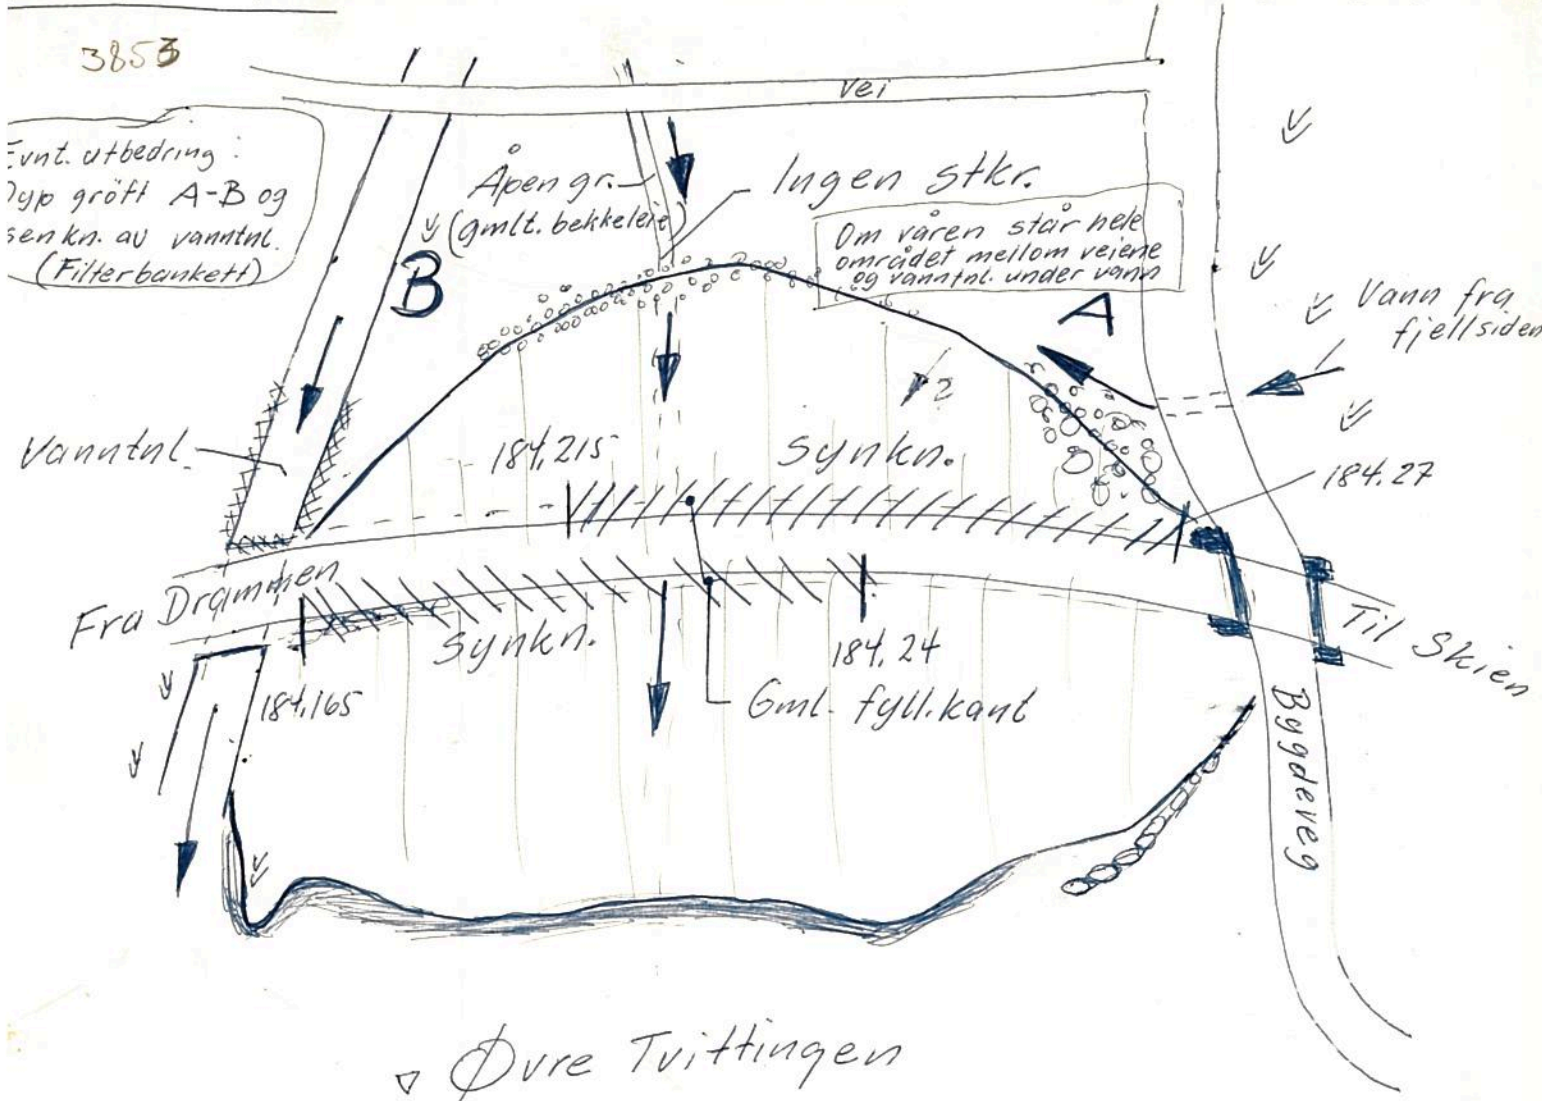 3853
Vei
Evnt. utbedring:
Dyp gröft A-B og
senkn. av vanntnl.
(Filterbankett)
Åpen gr.
(gmlt. bekkeleie)
Ingen stkr.
Om våren står hele
området mellom veiene
og vanntnl. under vann
B
A
Vann fra
fjellsiden
?
Vanntnl.
184,215
Synkn.
184.27
Fra Drammen
Til Skien
Synkn.
184,24
184,165
Gml. fyll.kant
Bygdeveg
Øvre Tvittingen